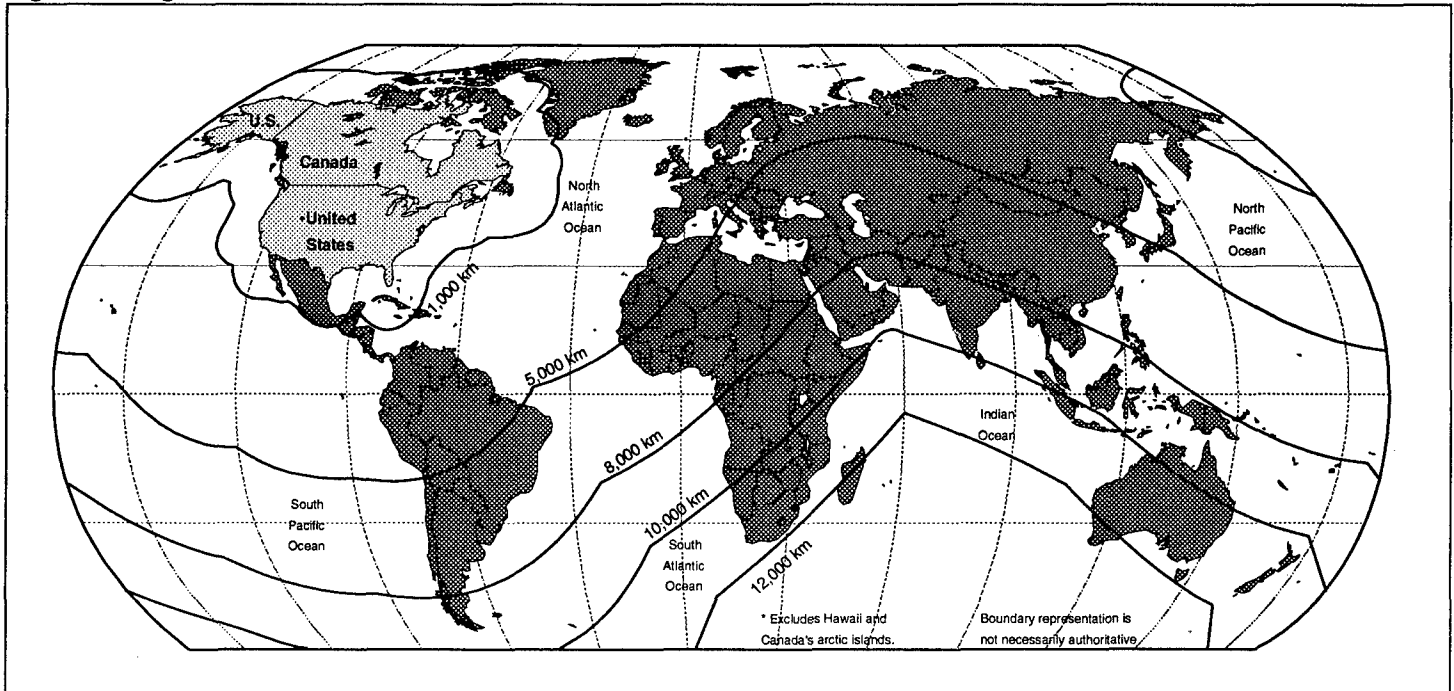 U.S.
Canada
•United
States
North
Atlantic
Ocean
North
Pacific
Ocean
1,000 km
5,000 km
8,000 km
10,000 km
12,000 km
Indian
Ocean
South
Pacific
Ocean
South
Atlantic
Ocean
* Excludes Hawaii and
Canada's arctic islands.
Boundary representation is
not necessarily authoritative